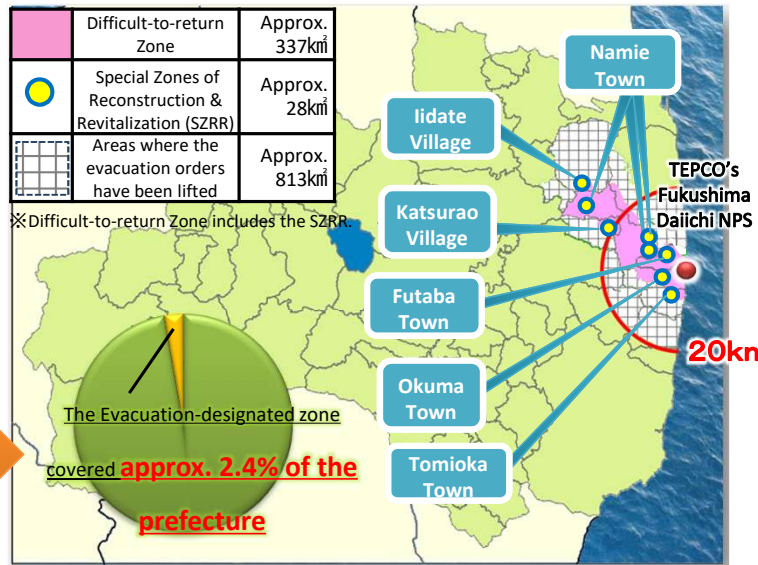 Difficult-to-return
Zone
Approx.
337㎢
Special Zones of
Reconstruction &
Revitalization (SZRR)
Approx.
28㎢
Areas where the
evacuation orders
have been lifted
Approx.
813㎢
※Difficult-to-return Zone includes the SZRR.
Namie
Town
Iidate
Village
TEPCO's
Fukushima
Daiichi NPS
Katsurao
Village
Futaba
Town
20km
Okuma
Town
Tomioka
Town
The Evacuation-designated zone
covered approx. 2.4% of the
prefecture